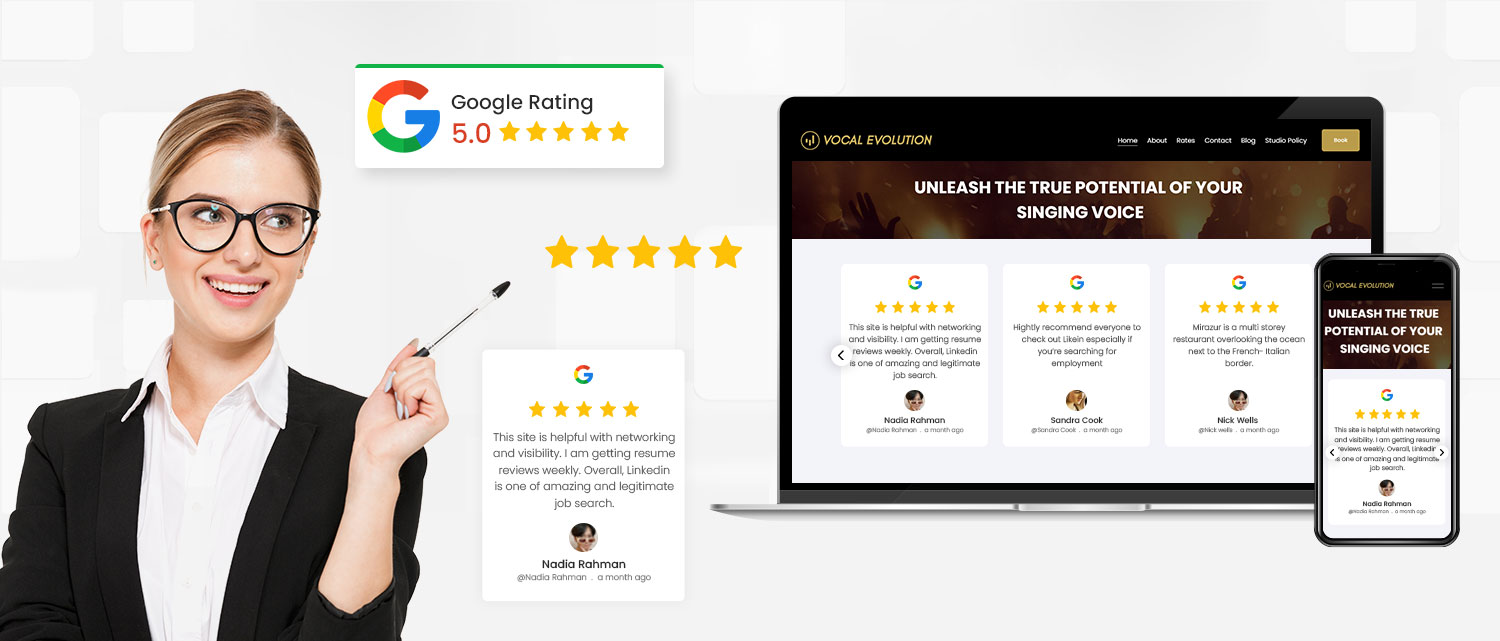 Google Rating
5.0
This site is helpful with networking
and visibility. I am getting resume
reviews weekly. Overall, Linkedin
is one of amazing and legitimate
job search.
Nadia Rahman
@Nadia Rahman . a month ago
VOCAL EVOLUTION
Home About Rates Contact Blog Studio Policy Book
UNLEASH THE TRUE POTENTIAL OF YOUR
SINGING VOICE
This site is helpful with networking
and visibility. I am getting resume
reviews weekly. Overall, Linkedin
is one of amazing and legitimate
job search.
Nadia Rahman
@Nadia Rahman . a month ago
Hightly recommend everyone to
check out Likein especially if
you're searching for
employment
Sandra Cook
@Sandra Cook . a month ago
Mirazur is a multi storey
restaurant overlooking the ocean
next to the French- Italian
border.
Nick Wells
@Nick wells . a month ago
VOCAL EVOLUTION
UNLEASH THE TRUE
POTENTIAL OF YOUR
SINGING VOICE
This site is helpful with networking
and visibility. I am getting resume
reviews weekly. Overall, Linkedin
is one of amazing and legitimate
job search.
Nadia Rahman
@Nadia Rahman . a month ago